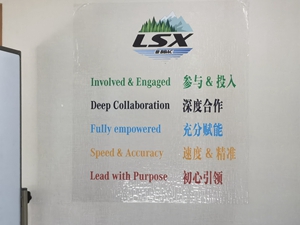 LSX
Involved & Engaged 参与 & 投入
Deep Collaboration 深度合作
Fully empowered 充分赋能
Speed & Accuracy 速度 & 精准
Lead with Purpose 初心引领